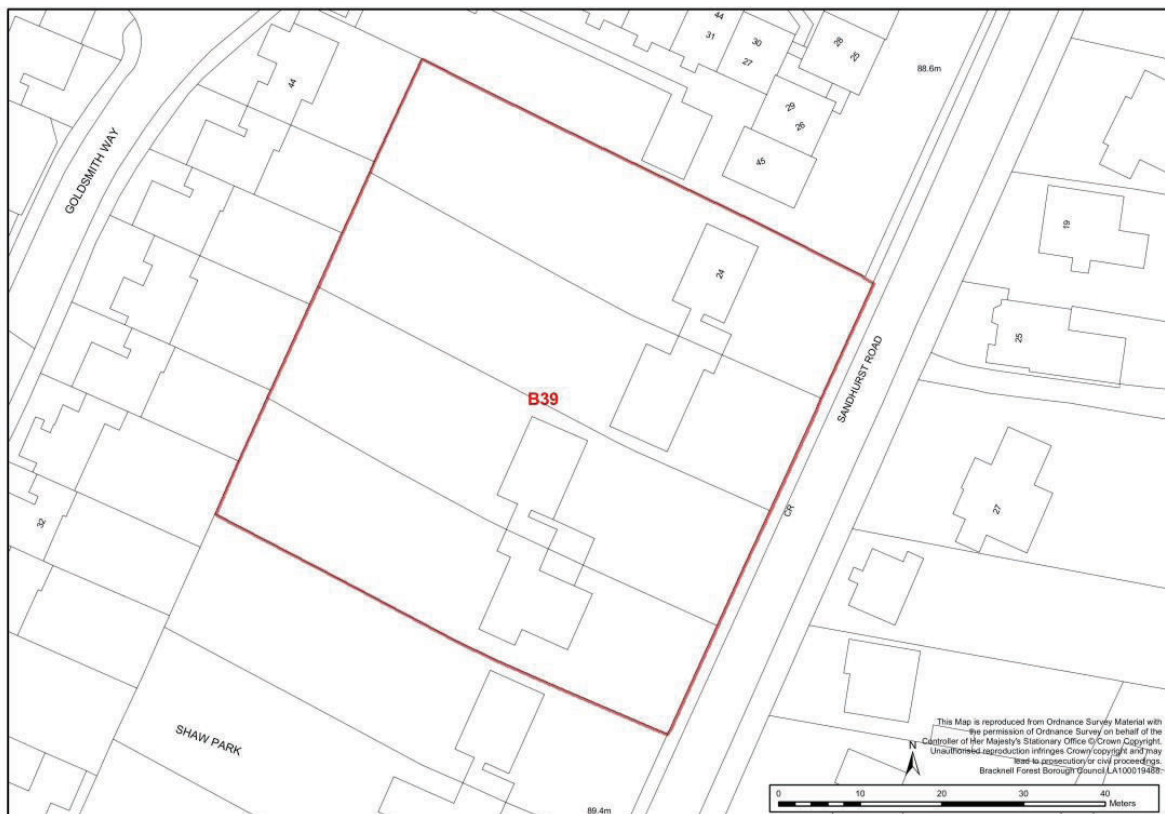 44
31
30
27
28
25
88.6m
44
GOLDSMITH WAY
29
26
45
19
24
25
SANDHURST ROAD
B39
CR
27
32
SHAW PARK
This Map is reproduced from Ordnance Survey Material with
the permission of Ordnance Survey on behalf of the
Controller of Her Majesty's Stationary Office © Crown Copyright.
Unauthorised reproduction infringes Crown copyright and may
lead to prosecution or civil proceedings.
Bracknell Forest Borough Council LA100019488.
N
0 10 20 30 40
Meters
89.4m